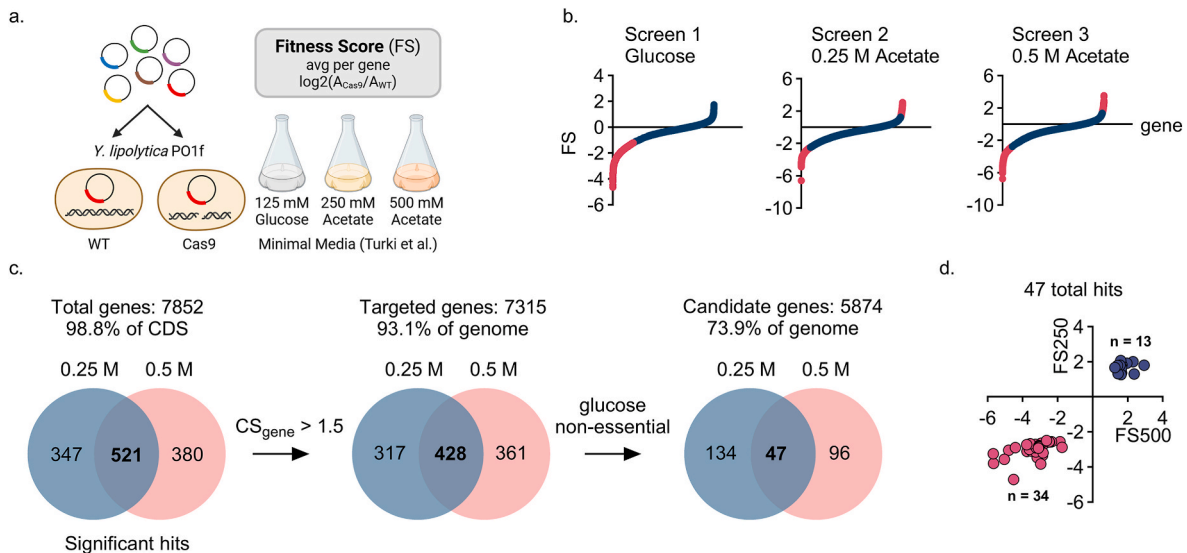 a.
Fitness Score (FS)
avg per gene
log2(ACas9/AWT)
Y. lipolytica PO1f
WT
Cas9
125 mM
Glucose
250 mM
Acetate
500 mM
Acetate
Minimal Media (Turki et al.)
b.
Screen 1
Glucose
FS
4
2
0
-2
-4
-6
Screen 2
0.25 M Acetate
6
2
-2
-6
-10
Screen 3
0.5 M Acetate
6
2
-2
-6
-10
gene
c.
Total genes: 7852
98.8% of CDS
0.25 M
0.5 M
347
521
380
Significant hits
CSgene > 1.5
Targeted genes: 7315
93.1% of genome
0.25 M
0.5 M
317
428
361
glucose
non-essential
Candidate genes: 5874
73.9% of genome
0.25 M
0.5 M
134
47
96
d.
47 total hits
FS250
4
2
n = 13
-6
-4
-2
2
4
FS500
-2
-4
-6
n = 34